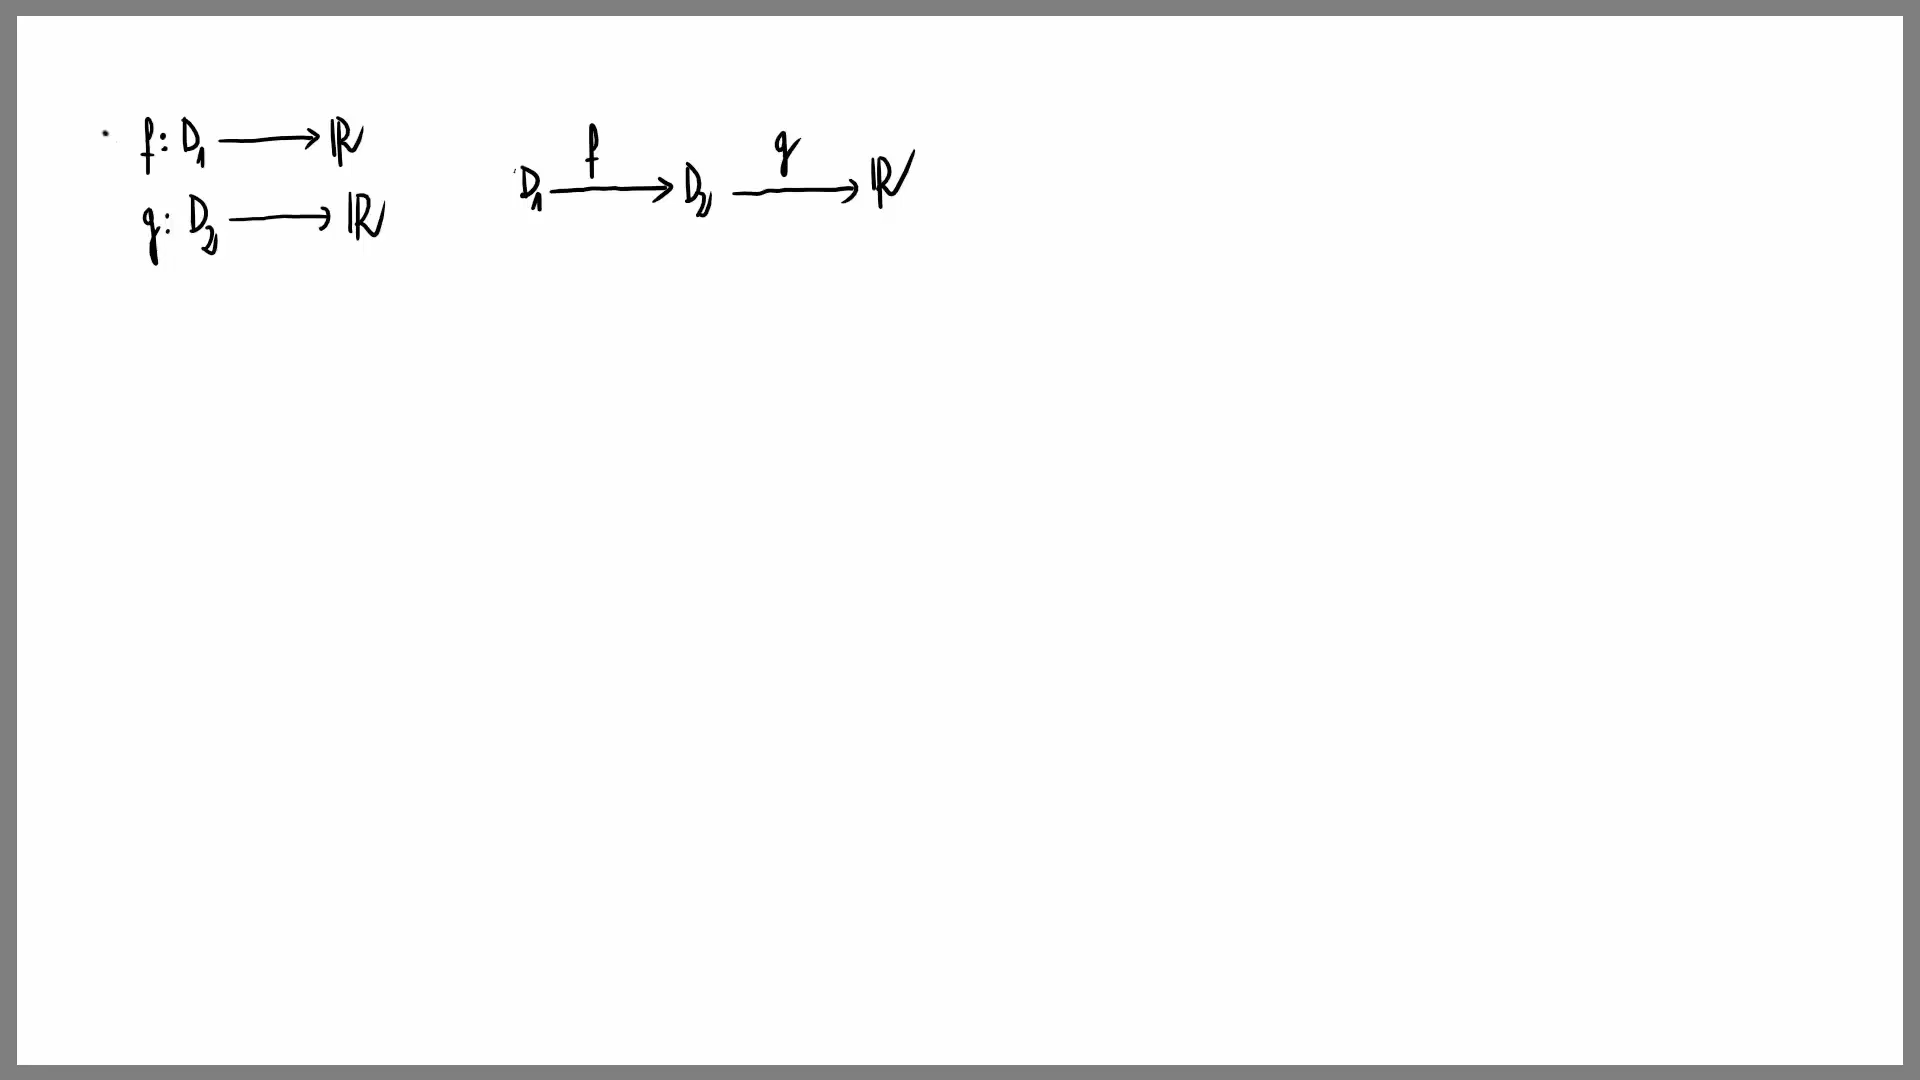 f: D₁ ⟶ ℝ
g: D₂ ⟶ ℝ
f g
D₁ ⟶ D₂ ⟶ ℝ